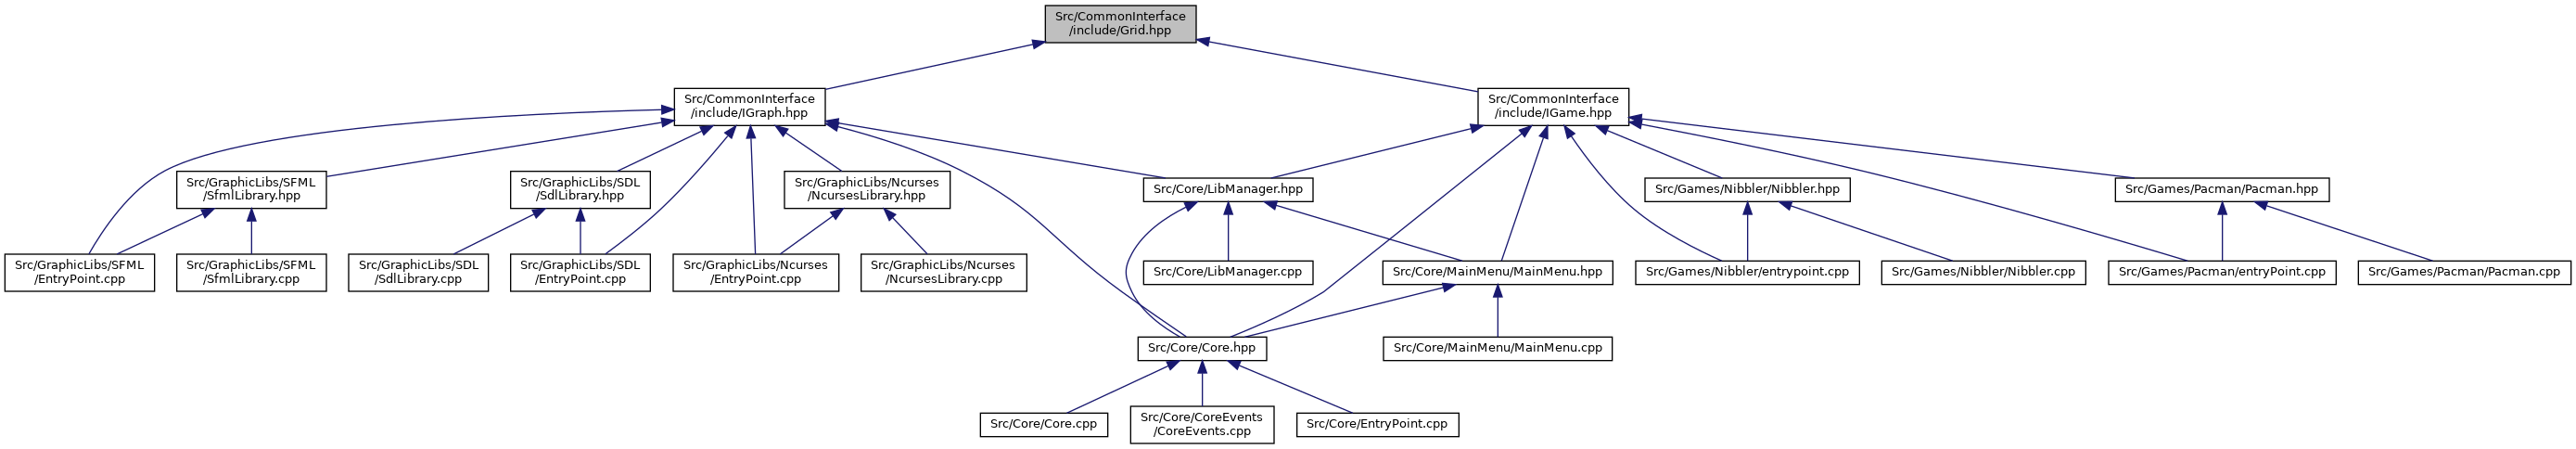 Src/CommonInterface
/include/Grid.hpp
Src/CommonInterface
/include/IGraph.hpp
Src/CommonInterface
/include/IGame.hpp
Src/GraphicLibs/SFML
/SfmlLibrary.hpp
Src/GraphicLibs/SDL
/SdlLibrary.hpp
Src/GraphicLibs/Ncurses
/NcursesLibrary.hpp
Src/Core/LibManager.hpp
Src/Games/Nibbler/Nibbler.hpp
Src/Games/Pacman/Pacman.hpp
Src/GraphicLibs/SFML
/EntryPoint.cpp
Src/GraphicLibs/SFML
/SfmlLibrary.cpp
Src/GraphicLibs/SDL
/SdlLibrary.cpp
Src/GraphicLibs/SDL
/EntryPoint.cpp
Src/GraphicLibs/Ncurses
/EntryPoint.cpp
Src/GraphicLibs/Ncurses
/NcursesLibrary.cpp
Src/Core/LibManager.cpp
Src/Core/MainMenu/MainMenu.hpp
Src/Games/Nibbler/entrypoint.cpp
Src/Games/Nibbler/Nibbler.cpp
Src/Games/Pacman/entryPoint.cpp
Src/Games/Pacman/Pacman.cpp
Src/Core/Core.hpp
Src/Core/MainMenu/MainMenu.cpp
Src/Core/Core.cpp
Src/Core/CoreEvents
/CoreEvents.cpp
Src/Core/EntryPoint.cpp